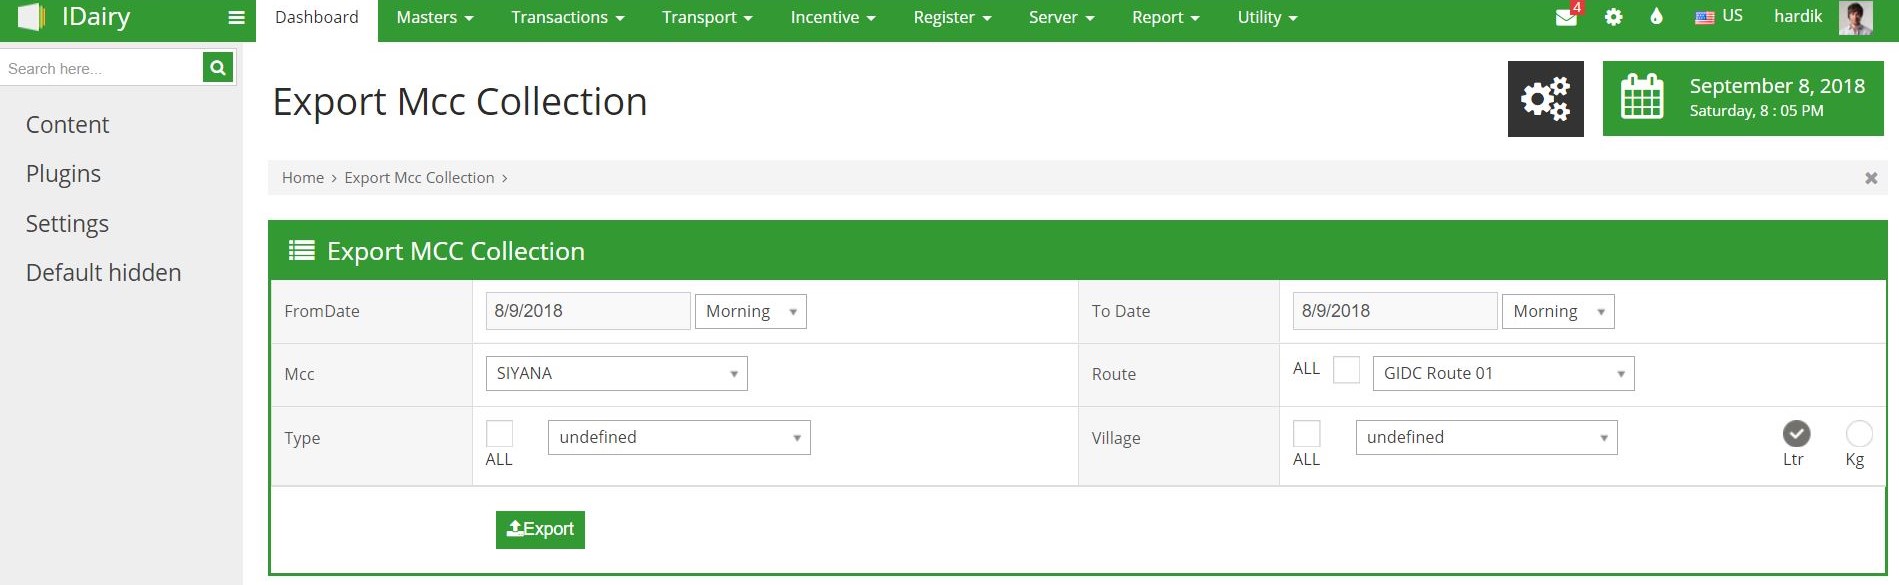 IDairy
Dashboard Masters Transactions Transport Incentive Register Server Report Utility 4 US hardik
Search here...
Content
Plugins
Settings
Default hidden
Export Mcc Collection
September 8, 2018
Saturday, 8 : 05 PM
Home › Export Mcc Collection ›
Export MCC Collection
FromDate 8/9/2018 Morning To Date 8/9/2018 Morning
Mcc SIYANA Route ALL GIDC Route 01
Type ALL undefined Village ALL undefined Ltr Kg
Export